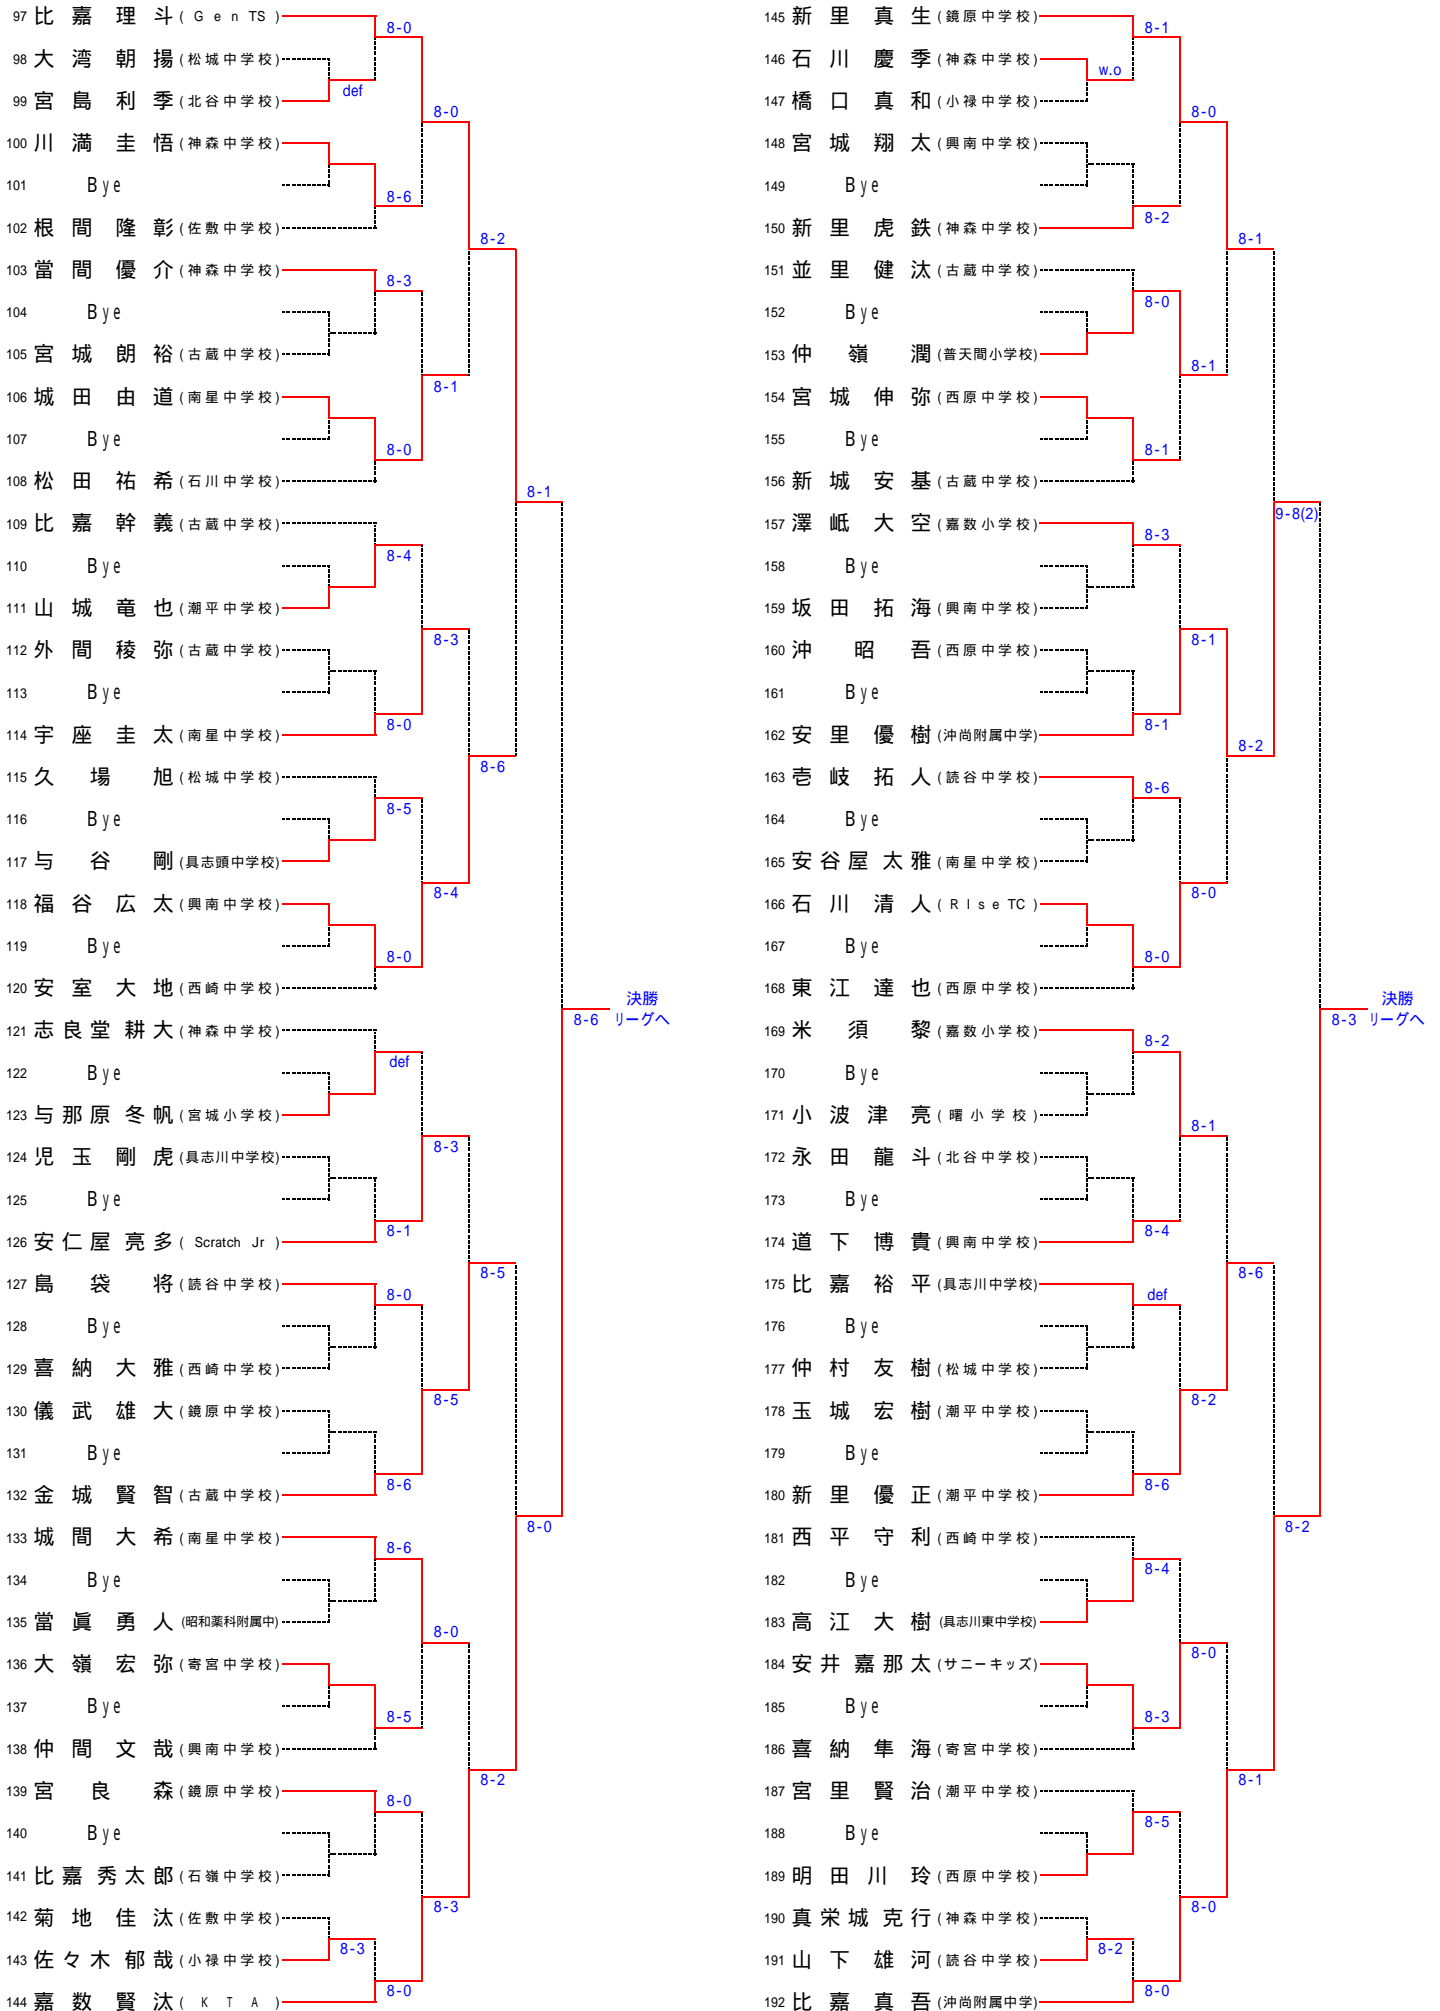 97 比嘉理斗 (Gen TS)
8-0
98 大湾朝揚 (松城中学校)
def
99 宮島利季 (北谷中学校)
8-0
100 川満圭悟 (神森中学校)
101 Bye
8-6
102 根間隆彰 (佐敷中学校)
8-2
103 當間優介 (神森中学校)
8-3
104 Bye
105 宮城朗裕 (古蔵中学校)
8-1
106 城田由道 (南星中学校)
107 Bye
8-0
108 松田祐希 (石川中学校)
8-1
109 比嘉幹義 (古蔵中学校)
8-4
110 Bye
111 山城竜也 (潮平中学校)
8-3
112 外間稜弥 (古蔵中学校)
113 Bye
8-0
114 宇座圭太 (南星中学校)
8-6
115 久場旭 (松城中学校)
8-5
116 Bye
117 与谷剛 (具志頭中学校)
8-4
118 福谷広太 (興南中学校)
119 Bye
8-0
120 安室大地 (西崎中学校)
決勝
8-6 リーグへ
121 志良堂耕大 (神森中学校)
def
122 Bye
123 与那原冬帆 (宮城小学校)
8-3
124 児玉剛虎 (具志川中学校)
125 Bye
8-1
126 安仁屋亮多 (Scratch Jr)
8-5
127 島袋将 (読谷中学校)
8-0
128 Bye
129 喜納大雅 (西崎中学校)
8-5
130 儀武雄大 (鏡原中学校)
131 Bye
8-6
132 金城賢智 (古蔵中学校)
8-0
133 城間大希 (南星中学校)
8-6
134 Bye
135 當眞勇人 (昭和薬科附属中)
8-0
136 大嶺宏弥 (寄宮中学校)
137 Bye
8-5
138 仲間文哉 (興南中学校)
8-2
139 宮良森 (鏡原中学校)
8-0
140 Bye
141 比嘉秀太郎 (石嶺中学校)
8-3
142 菊地佳汰 (佐敷中学校)
8-3
143 佐々木郁哉 (小禄中学校)
8-0
144 嘉数賢汰 (KTA)
145 新里真生 (鏡原中学校)
8-1
146 石川慶季 (神森中学校)
w.o
147 橋口真和 (小禄中学校)
8-0
148 宮城翔太 (興南中学校)
149 Bye
8-2
150 新里虎鉄 (神森中学校)
8-1
151 並里健汰 (古蔵中学校)
8-0
152 Bye
153 仲嶺潤 (普天間小学校)
8-1
154 宮城伸弥 (西原中学校)
155 Bye
8-1
156 新城安基 (古蔵中学校)
9-8(2)
157 澤岻大空 (嘉数小学校)
8-3
158 Bye
159 坂田拓海 (興南中学校)
8-1
160 沖昭吾 (西原中学校)
161 Bye
8-1
162 安里優樹 (沖尚附属中学)
8-2
163 壱岐拓人 (読谷中学校)
8-6
164 Bye
165 安谷屋太雅 (南星中学校)
8-0
166 石川清人 (RIse TC)
167 Bye
8-0
168 東江達也 (西原中学校)
決勝
8-3 リーグへ
169 米須黎 (嘉数小学校)
8-2
170 Bye
171 小波津亮 (曙小学校)
8-1
172 永田龍斗 (北谷中学校)
173 Bye
8-4
174 道下博貴 (興南中学校)
8-6
175 比嘉裕平 (具志川中学校)
def
176 Bye
177 仲村友樹 (松城中学校)
8-2
178 玉城宏樹 (潮平中学校)
179 Bye
8-6
180 新里優正 (潮平中学校)
8-2
181 西平守利 (西崎中学校)
8-4
182 Bye
183 高江大樹 (具志川東中学校)
8-0
184 安井嘉那太 (サニーキッズ)
185 Bye
8-3
186 喜納隼海 (寄宮中学校)
8-1
187 宮里賢治 (潮平中学校)
8-5
188 Bye
189 明田川玲 (西原中学校)
8-0
190 真栄城克行 (神森中学校)
8-2
191 山下雄河 (読谷中学校)
8-0
192 比嘉真吾 (沖尚附属中学)